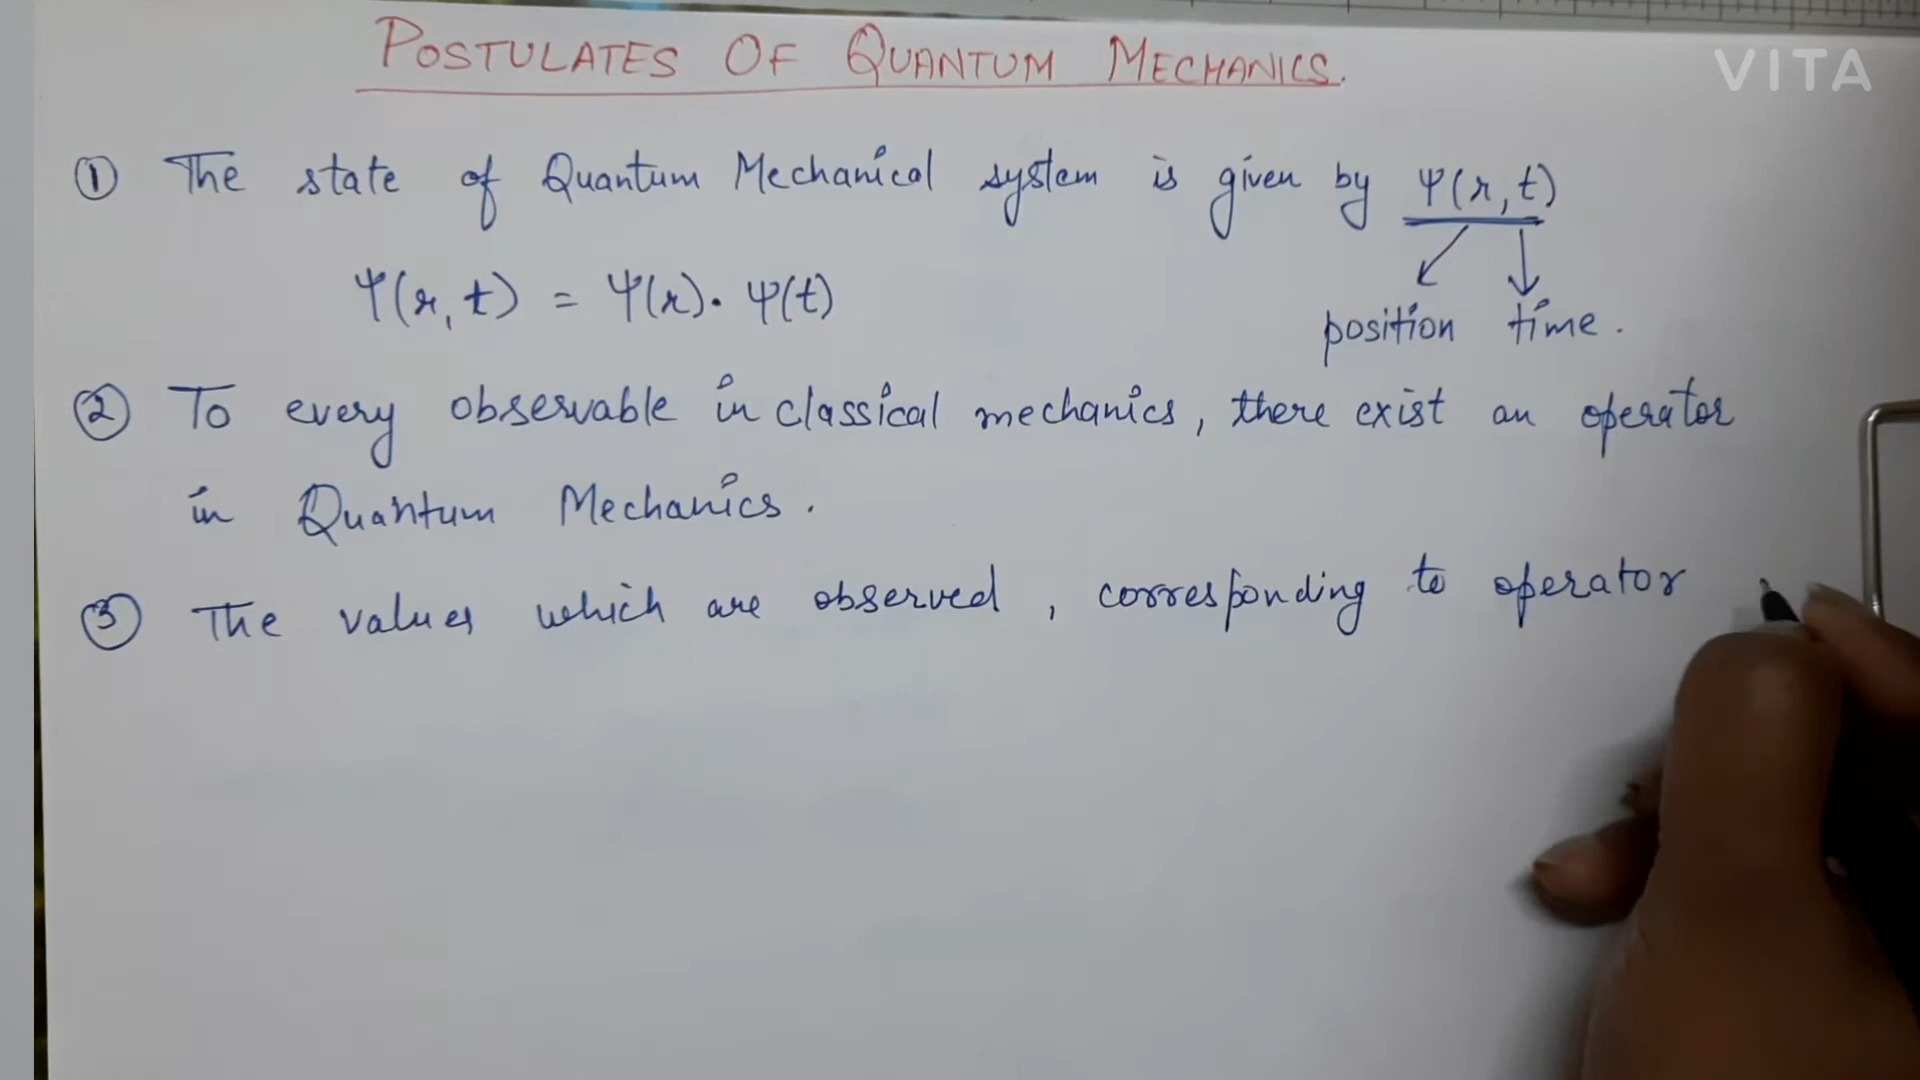 POSTULATES OF QUANTUM MECHANICS.
VITA
① The state of Quantum Mechanical system is given by Ψ(r,t)
Ψ(r,t) = Ψ(r). Ψ(t)
position time.
② To every observable in classical mechanics, there exist an operator
in Quantum Mechanics.
③ The values which are observed, corresponding to operator